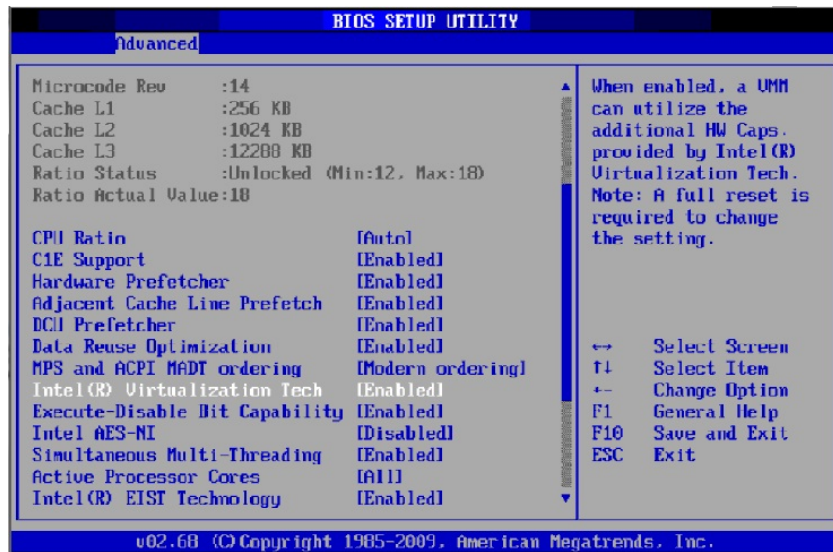 BIOS SETUP UTILITY
Advanced
Microcode Rev :14
Cache L1 :256 KB
Cache L2 :1024 KB
Cache L3 :12288 KB
Ratio Status :Unlocked (Min:12, Max:18)
Ratio Actual Value:18
CPU Ratio [Auto]
C1E Support [Enabled]
Hardware Prefetcher [Enabled]
Adjacent Cache Line Prefetch [Enabled]
DCU Prefetcher [Enabled]
Data Reuse Optimization [Enabled]
MPS and ACPI MADT ordering [Modern ordering]
Intel(R) Virtualization Tech [Enabled]
Execute-Disable Bit Capability [Enabled]
Intel AES-NI [Disabled]
Simultaneous Multi-Threading [Enabled]
Active Processor Cores [All]
Intel(R) EIST Technology [Enabled]
When enabled, a VMM
can utilize the
additional HW Caps.
provided by Intel(R)
Virtualization Tech.
Note: A full reset is
required to change
the setting.
↔ Select Screen
↑↓ Select Item
+- Change Option
F1 General Help
F10 Save and Exit
ESC Exit
v02.68 (C)Copyright 1985-2009, American Megatrends, Inc.